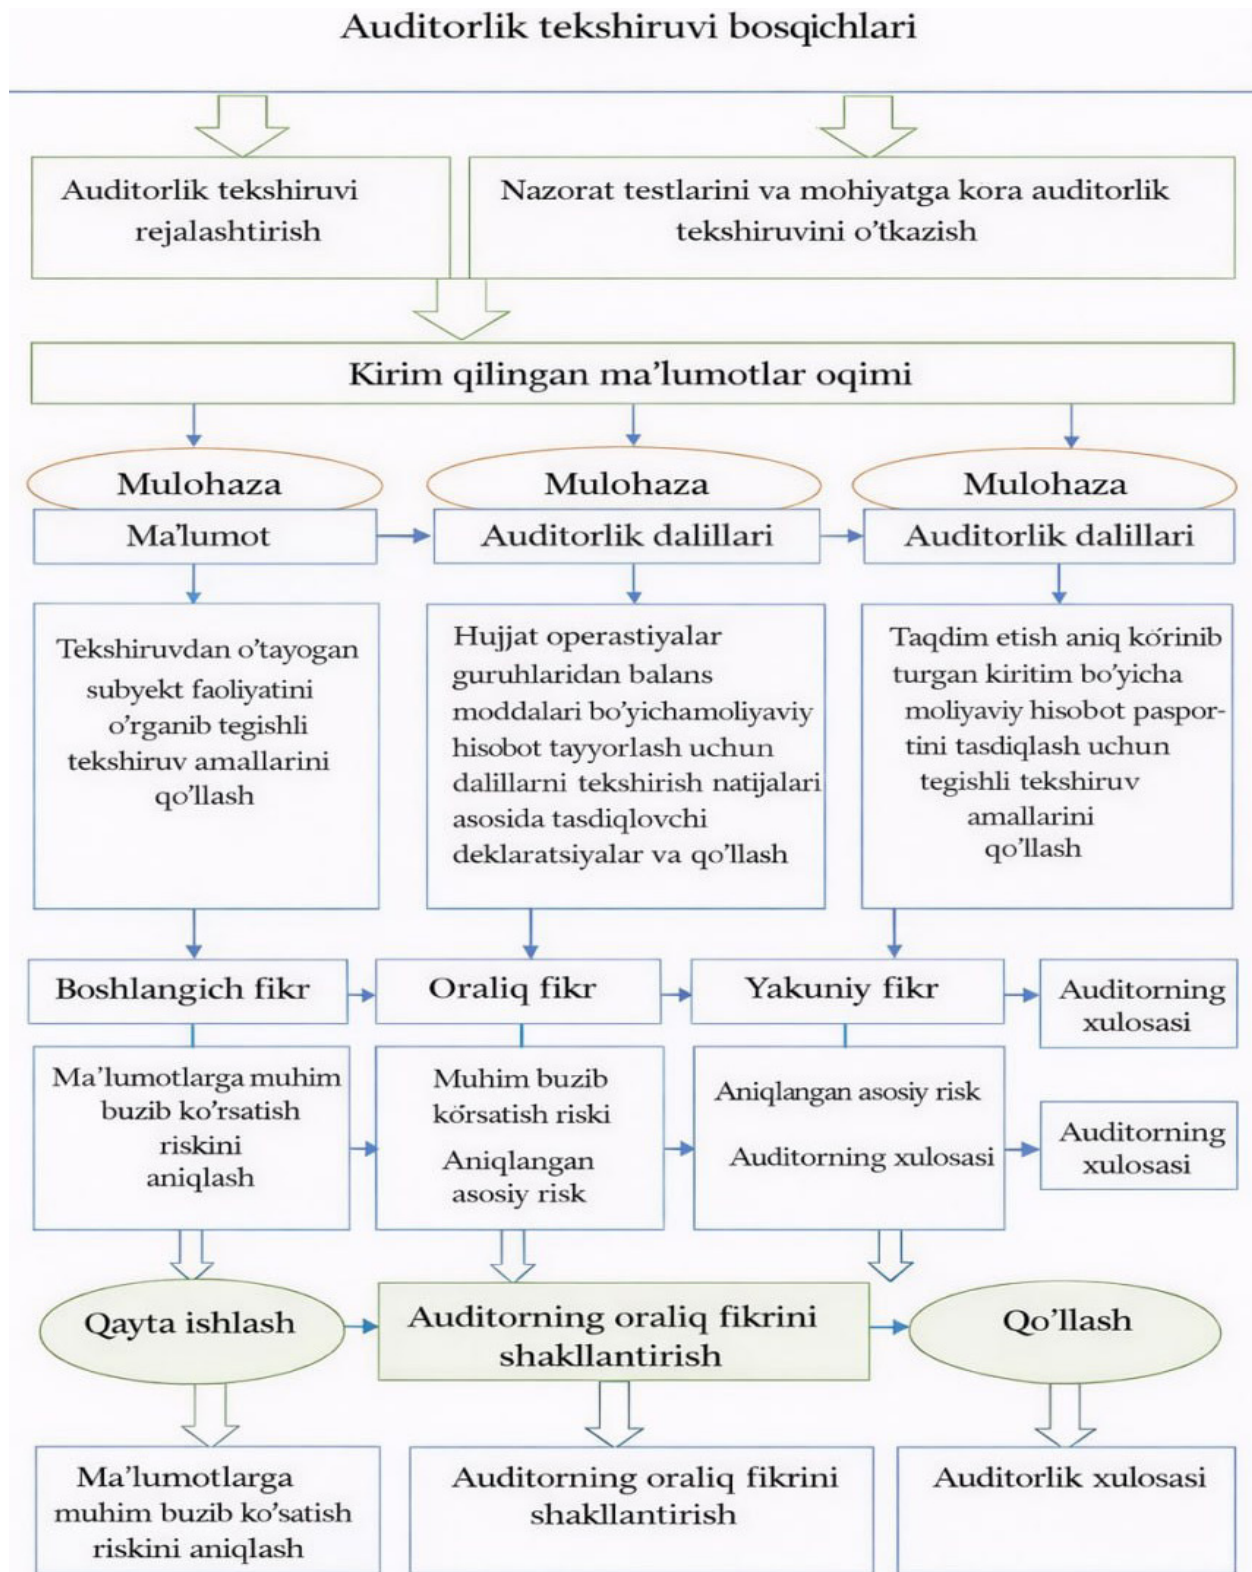 Auditorlik tekshiruvi bosqichlari
Auditorlik tekshiruvi
rejalashtirish
Nazorat testlarini va mohiyatga kora auditorlik
tekshiruvini o'tkazish
Kirim qilingan ma'lumotlar oqimi
Mulohaza
Mulohaza
Mulohaza
Ma'lumot
Auditorlik dalillari
Auditorlik dalillari
Tekshiruvdan o'tayogan
subyekt faoliyatini
o'rganib tegishli
tekshiruv amallarini
qo'llash
Hujjat operastiyalar
guruhlaridan balans
moddalari bo'yichamoliyaviy
hisobot tayyorlash uchun
dalillarni tekshirish natijalari
asosida tasdiqlovchi
deklaratsiyalar va qo'llash
Taqdim etish aniq ko'rinib
turgan kiritim bo'yicha
moliyaviy hisobot paspor-
tini tasdiqlash uchun
tegishli tekshiruv
amallarini
qo'llash
Boshlangich fikr
Oraliq fikr
Yakuniy fikr
Auditorning
xulosasi
Ma'lumotlarga muhim
buzib ko'rsatish
riskini
aniqlash
Muhim buzib
ko'rsatish riski
Aniqlangan
asosiy risk
Aniqlangan asosiy risk
Auditorning xulosasi
Auditorning
xulosasi
Qayta ishlash
Auditorning oraliq fikrini
shakllantirish
Qo'llash
Ma'lumotlarga
muhim buzib ko'satish
riskini aniqlash
Auditorning oraliq fikrini
shakllantirish
Auditorlik xulosasi